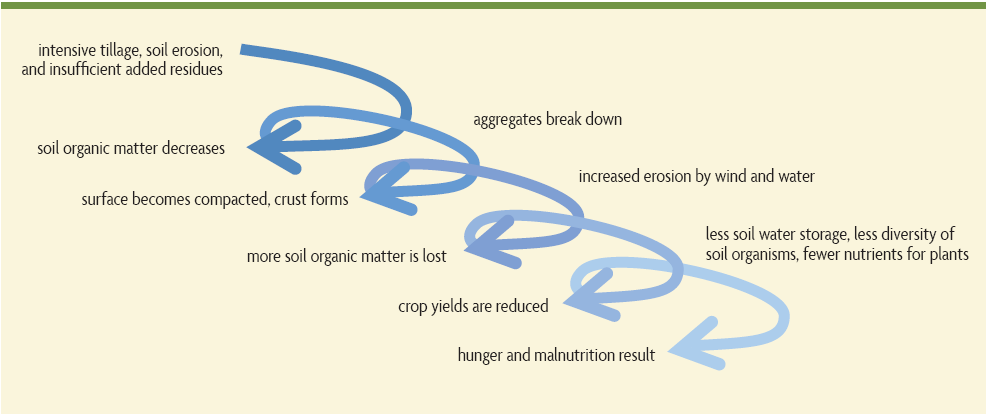 intensive tillage, soil erosion,
and insufficient added residues
aggregates break down
soil organic matter decreases
increased erosion by wind and water
surface becomes compacted, crust forms
less soil water storage, less diversity of
soil organisms, fewer nutrients for plants
more soil organic matter is lost
crop yields are reduced
hunger and malnutrition result